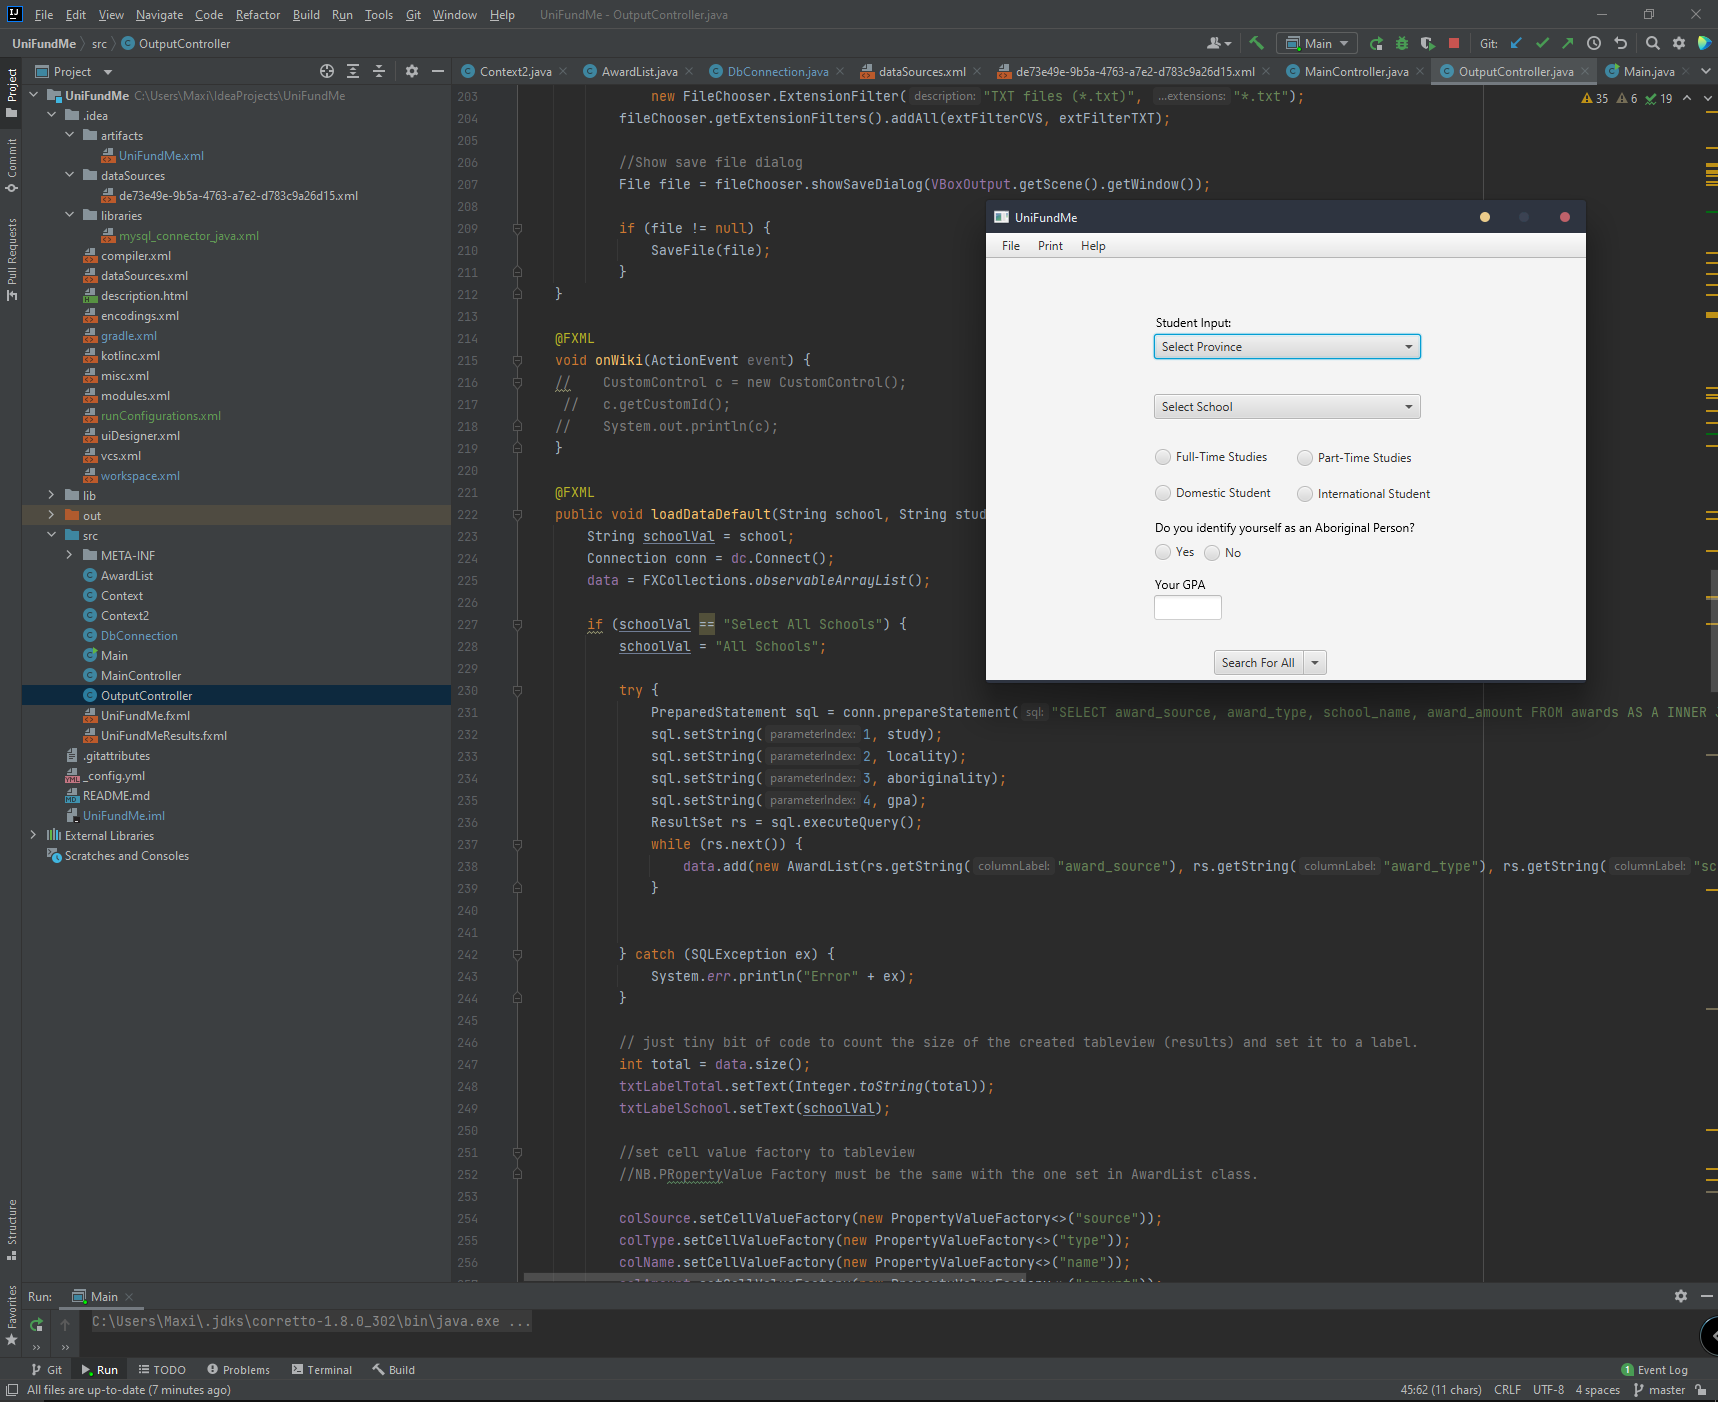 File Edit View Navigate Code Refactor Build Run Tools Git Window Help UniFundMe - OutputController.java
UniFundMe src OutputController
Main
Git:
Project
Context2.java AwardList.java DbConnection.java dataSources.xml de73e49e-9b5a-4763-a7e2-d783c9a26d15.xml MainController.java OutputController.java Main.java
Project
Commit
Pull Requests
Structure
Favorites
UniFundMe C:\Users\Maxi\IdeaProjects\UniFundMe
.idea
artifacts
UniFundMe.xml
dataSources
de73e49e-9b5a-4763-a7e2-d783c9a26d15.xml
libraries
mysql_connector_java.xml
compiler.xml
dataSources.xml
description.html
encodings.xml
gradle.xml
kotlinc.xml
misc.xml
modules.xml
runConfigurations.xml
uiDesigner.xml
vcs.xml
workspace.xml
lib
out
src
META-INF
AwardList
Context
Context2
DbConnection
Main
MainController
OutputController
UniFundMe.fxml
UniFundMeResults.fxml
.gitattributes
_config.yml
README.md
UniFundMe.iml
External Libraries
Scratches and Consoles
35 6 19
203 new FileChooser.ExtensionFilter( description: "TXT files (*.txt)", ...extensions: "*.txt");
204 fileChooser.getExtensionFilters().addAll(extFilterCVS, extFilterTXT);
205
206 //Show save file dialog
207 File file = fileChooser.showSaveDialog(VBoxOutput.getScene().getWindow());
208
209 if (file != null) {
210 SaveFile(file);
211 }
212 }
213
214 @FXML
215 void onWiki(ActionEvent event) {
216 // CustomControl c = new CustomControl();
217 // c.getCustomId();
218 // System.out.println(c);
219 }
220
221 @FXML
222 public void loadDataDefault(String school, String stud
223 String schoolVal = school;
224 Connection conn = dc.Connect();
225 data = FXCollections.observableArrayList();
226
227 if (schoolVal == "Select All Schools") {
228 schoolVal = "All Schools";
229
230 try {
231 PreparedStatement sql = conn.prepareStatement( sql: "SELECT award_source, award_type, school_name, award_amount FROM awards AS A INNER
232 sql.setString( parameterIndex: 1, study);
233 sql.setString( parameterIndex: 2, locality);
234 sql.setString( parameterIndex: 3, aboriginality);
235 sql.setString( parameterIndex: 4, gpa);
236 ResultSet rs = sql.executeQuery();
237 while (rs.next()) {
238 data.add(new AwardList(rs.getString( columnLabel: "award_source"), rs.getString( columnLabel: "award_type"), rs.getString( columnLabel: "sc
239 }
240
241
242 } catch (SQLException ex) {
243 System.err.println("Error" + ex);
244 }
245
246 // just tiny bit of code to count the size of the created tableview (results) and set it to a label.
247 int total = data.size();
248 txtLabelTotal.setText(Integer.toString(total));
249 txtLabelSchool.setText(schoolVal);
250
251 //set cell value factory to tableview
252 //NB.PRopertyValue Factory must be the same with the one set in AwardList class.
253
254 colSource.setCellValueFactory(new PropertyValueFactory<>("source"));
255 colType.setCellValueFactory(new PropertyValueFactory<>("type"));
256 colName.setCellValueFactory(new PropertyValueFactory<>("name"));
UniFundMe
File Print Help
Student Input:
Select Province
Select School
Full-Time Studies Part-Time Studies
Domestic Student International Student
Do you identify yourself as an Aboriginal Person?
Yes No
Your GPA
Search For All
Run: Main
C:\Users\Maxi\.jdks\corretto-1.8.0_302\bin\java.exe ...
Git Run TODO Problems Terminal Build 1 Event Log
All files are up-to-date (7 minutes ago) 45:62 (11 chars) CRLF UTF-8 4 spaces master